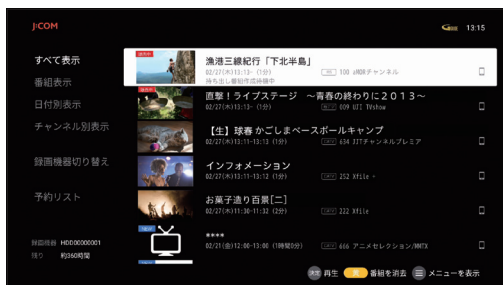 J:COM
13:15
すべて表示
番組表示
日付別表示
チャンネル別表示
録画機器切り替え
予約リスト
録画機器 HDD00000001
残り 約360時間
漁港三線紀行「下北半島」
02/27(木)13:13- (1分) 100 aMDRチャンネル
持ち出し番組作成待機中
直撃！ライブステージ ～青春の終わりに２０１３～
02/27(木)13:13- (1分) 009 UJI TVshow
【生】球春 かごしまベースボールキャンプ
02/27(木)13:11-13:13 (2分) 634 JITチャンネルプレミア
インフォメーション
02/27(木)13:11-13:12 (1分) 252 Xfile +
お菓子造り百景[二]
02/27(木)11:30-11:32 (2分) 222 Xfile
****
02/21(金)12:00-13:00 (1時間0分) 666 アニメセレクション/MMTX
決定 再生 黄 番組を消去 メニューを表示